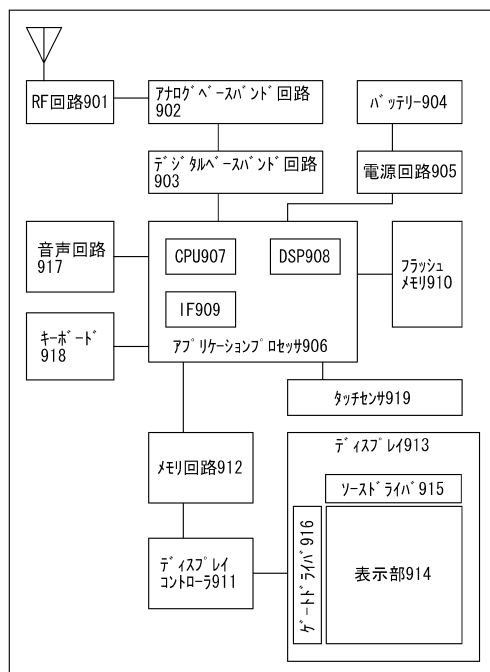 RF回路901
ｱﾅﾛｸﾞﾍﾞｰｽﾊﾞﾝﾄﾞ回路
902
ﾊﾞｯﾃﾘｰ904
ﾃﾞｼﾞﾀﾙﾍﾞｰｽﾊﾞﾝﾄﾞ回路
903
電源回路905
音声回路
917
CPU907
DSP908
ﾌﾗｯｼｭ
ﾒﾓﾘ910
IF909
ｷｰﾎﾞｰﾄﾞ
918
ｱﾌﾟﾘｹｰｼｮﾝﾌﾟﾛｾｯｻ906
ﾀｯﾁｾﾝｻ919
ﾃﾞｨｽﾌﾟﾚｲ913
ﾒﾓﾘ回路912
ｿｰｽﾄﾞﾗｲﾊﾞ915
ｹﾞｰﾄﾄﾞﾗｲﾊﾞ916
表示部914
ﾃﾞｨｽﾌﾟﾚｲ
ｺﾝﾄﾛｰﾗ911